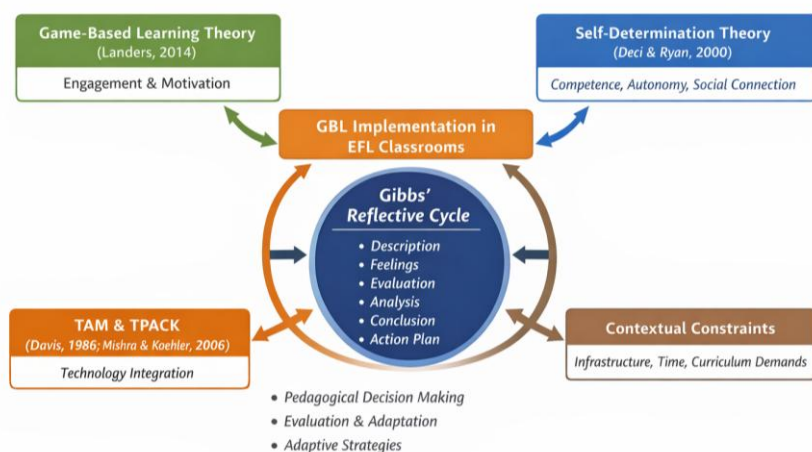 Game-Based Learning Theory
(Landers, 2014)
Engagement & Motivation
Self-Determination Theory
(Deci & Ryan, 2000)
Competence, Autonomy, Social Connection
GBL Implementation in
EFL Classrooms
Gibbs'
Reflective Cycle
• Description
• Feelings
• Evaluation
• Analysis
• Conclusion
• Action Plan
TAM & TPACK
(Davis, 1986; Mishra & Koehler, 2006)
Technology Integration
Contextual Constraints
Infrastructure, Time, Curriculum Demands
• Pedagogical Decision Making
• Evaluation & Adaptation
• Adaptive Strategies